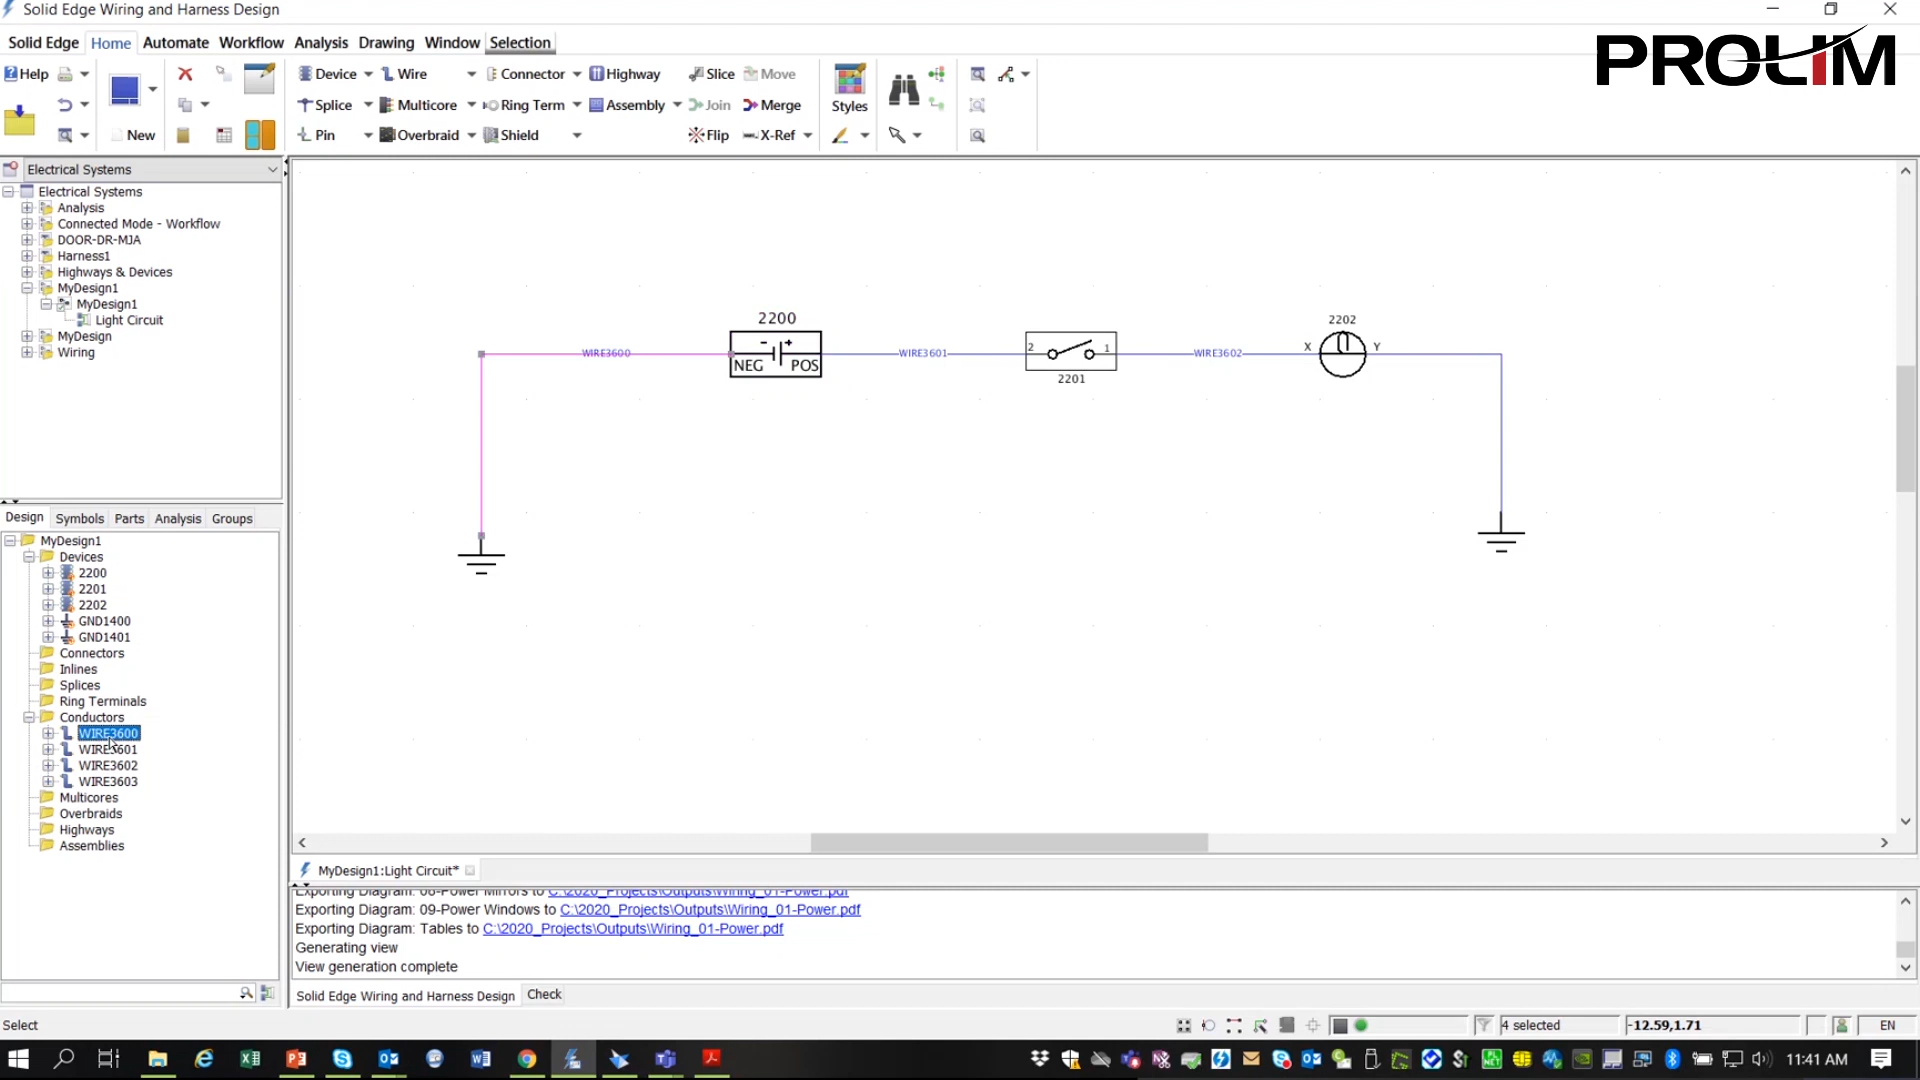 Solid Edge Wiring and Harness Design
Solid Edge Home Automate Workflow Analysis Drawing Window Selection
PROLIM
Help Device Wire Connector Highway Slice Move
Splice Multicore Ring Term Assembly Join Merge Styles
New Pin Overbraid Shield Flip X-Ref
Electrical Systems
Electrical Systems
Analysis
Connected Mode - Workflow
DOOR-DR-MJA
Harness1
Highways & Devices
MyDesign1
MyDesign1
Light Circuit
MyDesign
Wiring
Design Symbols Parts Analysis Groups
MyDesign1
Devices
2200
2201
2202
GND1400
GND1401
Connectors
Inlines
Splices
Ring Terminals
Conductors
WIRE3600
WIRE3601
WIRE3602
WIRE3603
Multicores
Overbraids
Highways
Assemblies
2200
WIRE3600
- +
NEG POS
WIRE3601
2 1
2201
WIRE3602
2202
X Y
MyDesign1:Light Circuit*
Exporting Diagram: 08-Power Mirrors to C:\2020_Projects\Outputs\Wiring_01-Power.pdf
Exporting Diagram: 09-Power Windows to C:\2020_Projects\Outputs\Wiring_01-Power.pdf
Exporting Diagram: Tables to C:\2020_Projects\Outputs\Wiring_01-Power.pdf
Generating view
View generation complete
Solid Edge Wiring and Harness Design Check
Select 4 selected -12.59,1.71 EN
11:41 AM